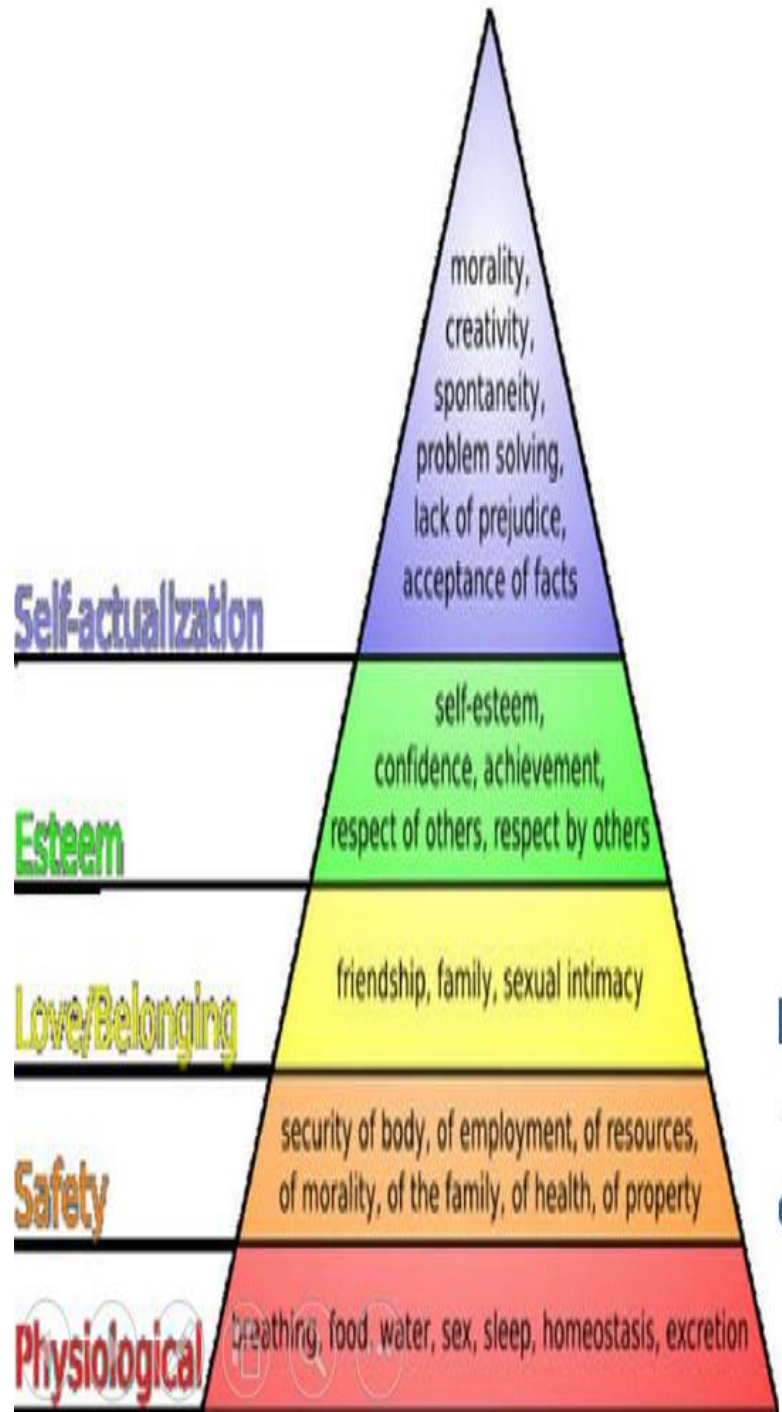 morality,
creativity,
spontaneity,
problem solving,
lack of prejudice,
acceptance of facts
Self-actualization
self-esteem,
confidence, achievement,
respect of others, respect by others
Esteem
friendship, family, sexual intimacy
Love/Belonging
security of body, of employment, of resources,
of morality, of the family, of health, of property
Safety
breathing, food, water, sex, sleep, homeostasis, excretion
Physiological